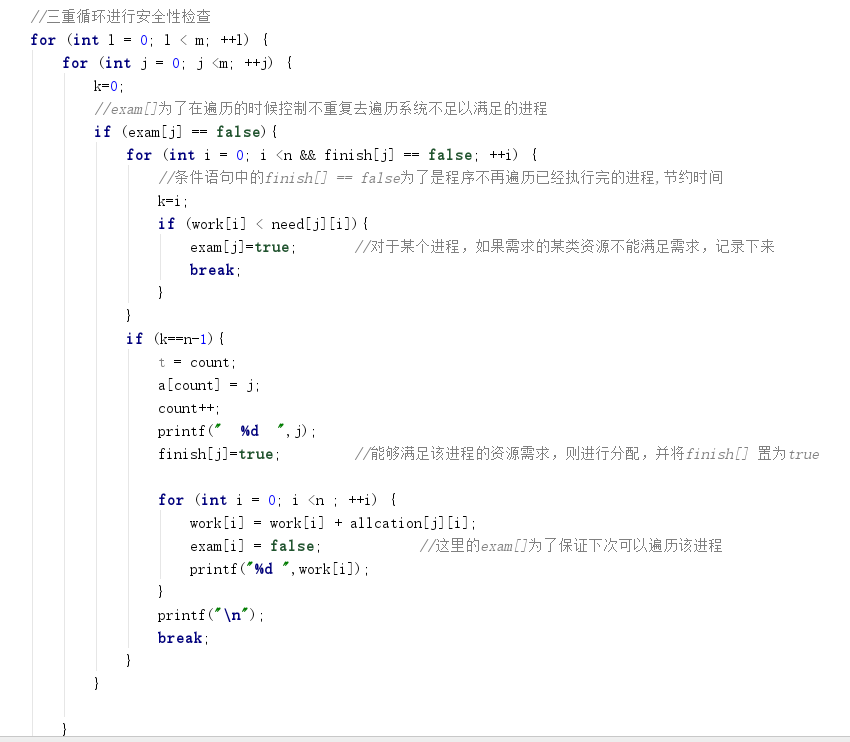 //三重循环进行安全性检查
for (int l = 0; l < m; ++l) {
for (int j = 0; j <m; ++j) {
k=0;
//exam[]为了在遍历的时候控制不重复去遍历系统不足以满足的进程
if (exam[j] == false){
for (int i = 0; i <n && finish[j] == false; ++i) {
//条件语句中的finish[] == false为了是程序不再遍历已经执行完的进程,节约时间
k=i;
if (work[i] < need[j][i]){
exam[j]=true; //对于某个进程，如果需求的某类资源不能满足需求，记录下来
break;
}
}
if (k==n-1){
t = count;
a[count] = j;
count++;
printf("  %d  ",j);
finish[j]=true; //能够满足该进程的资源需求，则进行分配，并将finish[] 置为true
for (int i = 0; i <n ; ++i) {
work[i] = work[i] + allcation[j][i];
exam[i] = false; //这里的exam[]为了保证下次可以遍历该进程
printf("%d ",work[i]);
}
printf("\n");
break;
}
}
}